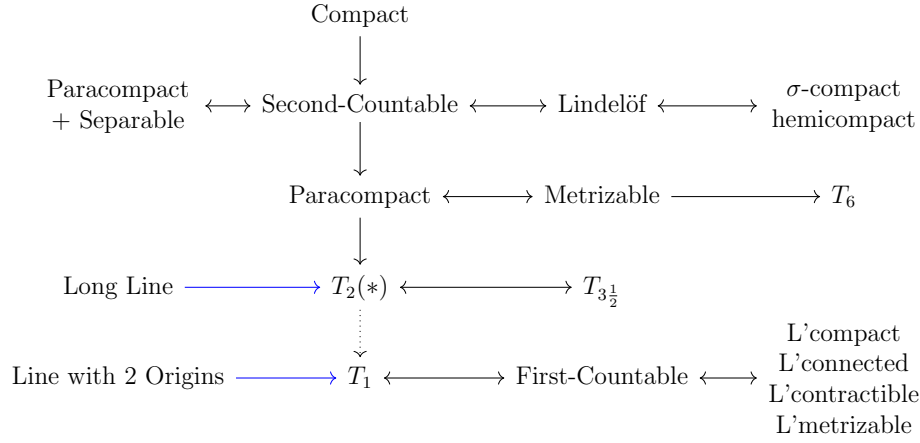 Compact
Paracompact
+ Separable
Second-Countable
Lindelöf
σ-compact
hemicompact
Paracompact
Metrizable
T₆
Long Line
T₂(∗)
T₃½
Line with 2 Origins
T₁
First-Countable
L'compact
L'connected
L'contractible
L'metrizable